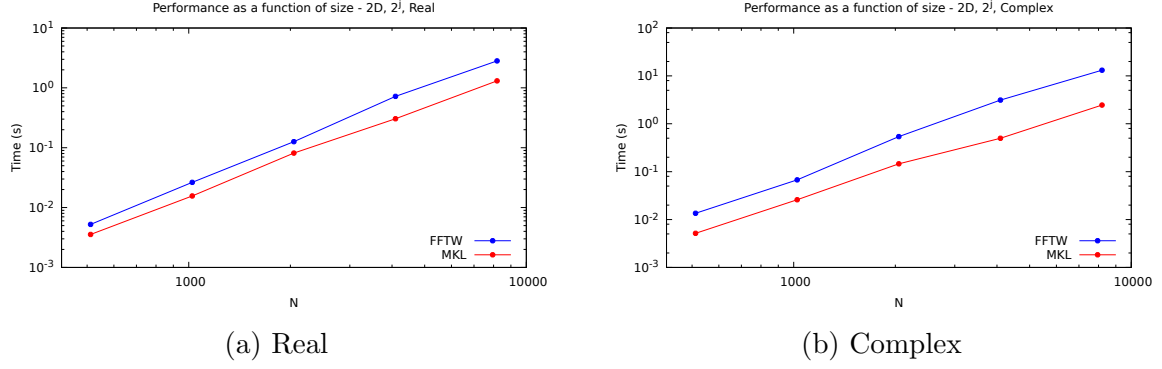 Performance as a function of size - 2D, 2^j, Real
Time (s)
10^1
10^0
10^-1
10^-2
10^-3
1000
10000
N
FFTW
MKL
(a) Real
Performance as a function of size - 2D, 2^j, Complex
Time (s)
10^2
10^1
10^0
10^-1
10^-2
10^-3
1000
10000
N
FFTW
MKL
(b) Complex